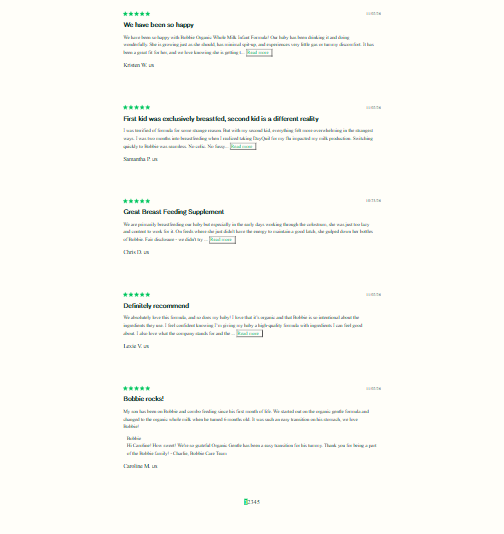 We have been so happy
We have been so happy with Bobbie Organic Whole Milk Infant Formula! Our baby has been drinking it and doing
wonderfully. She is growing just as she should, has minimal spit-up, and experiences very little gas or tummy discomfort. It has
been a great fit for her, and we love knowing she is getting t... Read more
Kristen W. US
First kid was exclusively breastfed, second kid is a different reality
I was terrified of formula for some strange reason. But with my second kid, everything felt more overwhelming in the strangest
ways. I was two months into breastfeeding when I realized taking DayQuil for my flu impacted my milk production. Switching
quickly to Bobbie was seamless. No colic. No fussy... Read more
Samantha P. US
Great Breast Feeding Supplement
We are primarily breast feeding our baby but especially in the early days working through the colostrum, she was just too lazy
and content to work for it. On feeds where she just didn't have the energy to maintain a good latch, she gulped down her bottles
of Bobbie. Fair disclosure - we didn't try ... Read more
Chris D. US
Definitely recommend
We absolutely love this formula, and so does my baby! I love that it's organic and that Bobbie is so intentional about the
ingredients they use. I feel confident knowing I'm giving my baby a high-quality formula with ingredients I can feel good
about. I also love what the company stands for and the ... Read more
Lexie V. US
Bobbie rocks!
My son has been on Bobbie and combo feeding since his first month of life. We started out on the organic gentle formula and
changed to the organic whole milk when he turned 6 months old. It was such an easy transition on his stomach, we love
Bobbie!
Bobbie
Hi Caroline! How sweet! We're so grateful Organic Gentle has been a easy transition for his tummy. Thank you for being a part
of the Bobbie family! - Charlie, Bobbie Care Team
Caroline M. US
12345